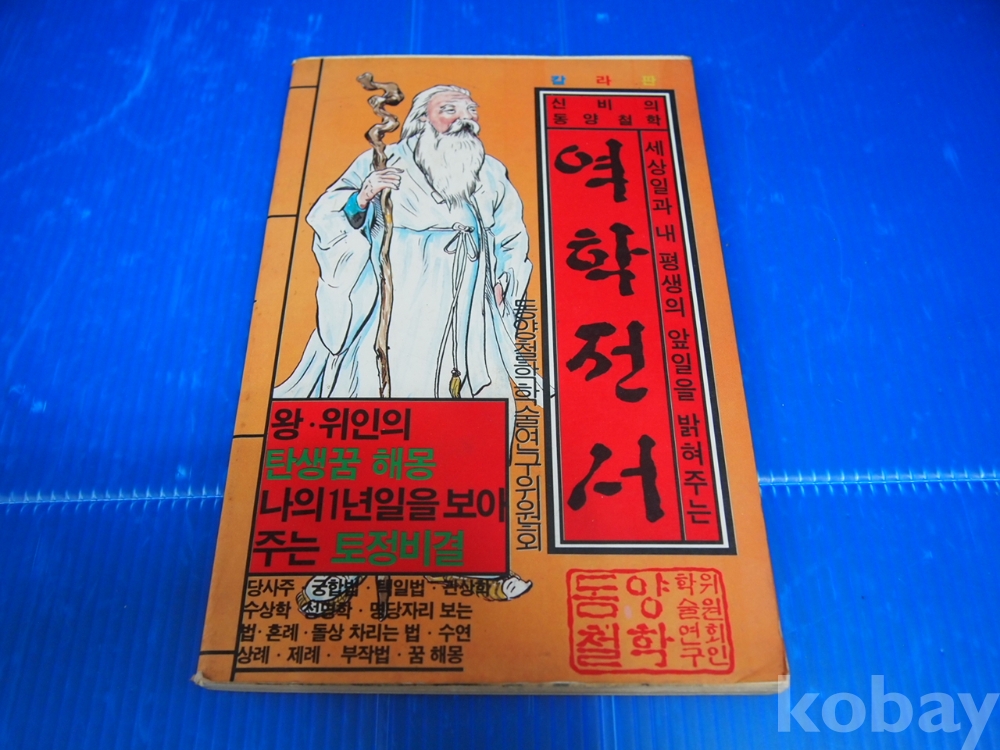 칼라판
신비의
동양철학
역학전서
세상일과 내 평생의 앞일을 밝혀주는
동양철학학술연구위원회
왕·위인의
탄생꿈 해몽
나의 1년일을 보아
주는 토정비결
당사주·궁합법·택일법·관상학
수상학·성명학·명당자리 보는
법·혼례·돌상 차리는 법·수연
상례·제례·부작법·꿈 해몽
동양철학
학술연구
위원회인
kobay